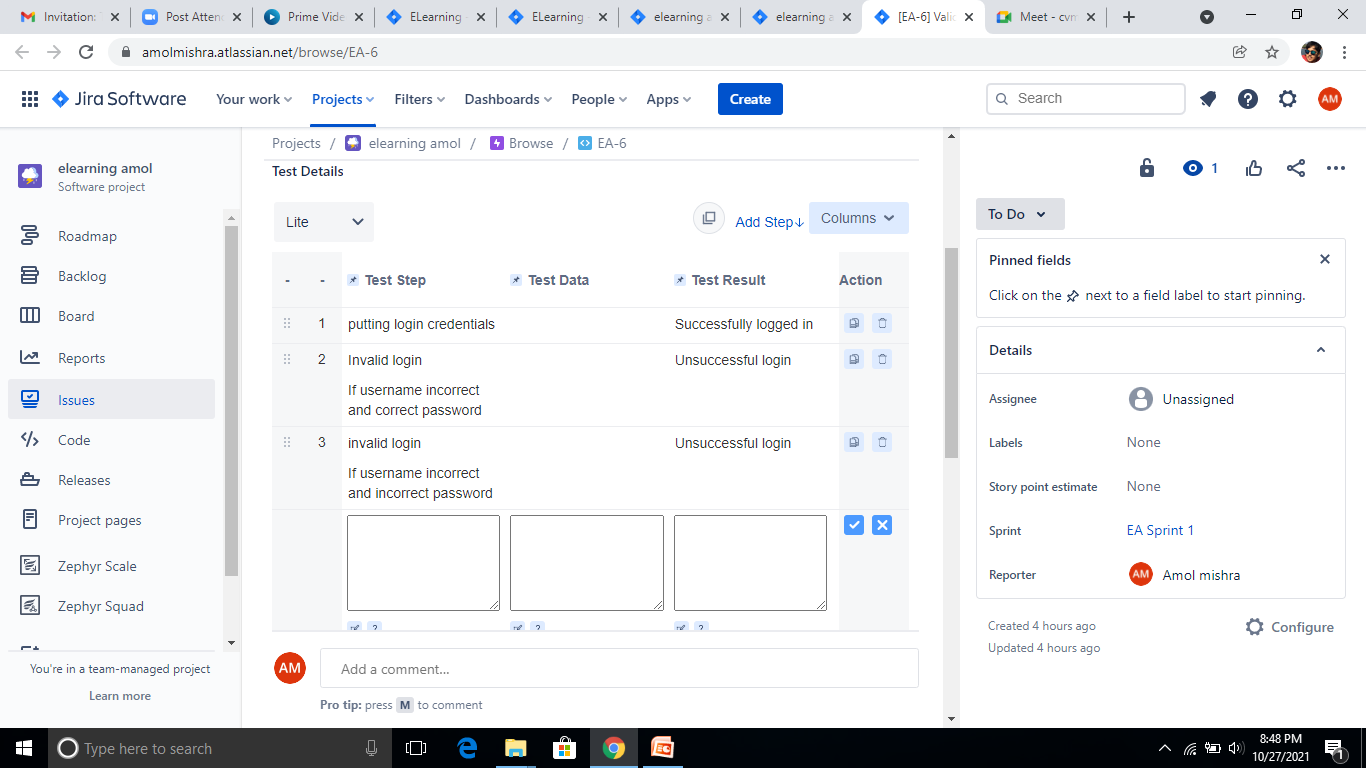 Invitation: T
Post Atten
Prime Vide
ELearning
ELearning
elearning a
elearning a
[EA-6] Vali
Meet - cvn
amolmishra.atlassian.net/browse/EA-6
Jira Software
Your work
Projects
Filters
Dashboards
People
Apps
Create
Search
AM
elearning amol
Software project
Roadmap
Backlog
Board
Reports
Issues
Code
Releases
Project pages
Zephyr Scale
Zephyr Squad
You're in a team-managed project
Learn more
Projects / elearning amol / Browse / EA-6
Test Details
Lite
Add Step↓
Columns
- - Test Step Test Data Test Result Action
1 putting login credentials Successfully logged in
2 Invalid login Unsuccessful login
If username incorrect
and correct password
3 invalid login Unsuccessful login
If username incorrect
and incorrect password
? ? ?
AM
Add a comment...
Pro tip: press M to comment
1
To Do
Pinned fields
Click on the next to a field label to start pinning.
Details
Assignee Unassigned
Labels None
Story point estimate None
Sprint EA Sprint 1
Reporter AM Amol mishra
Created 4 hours ago
Configure
Updated 4 hours ago
Type here to search
8:48 PM
10/27/2021
1